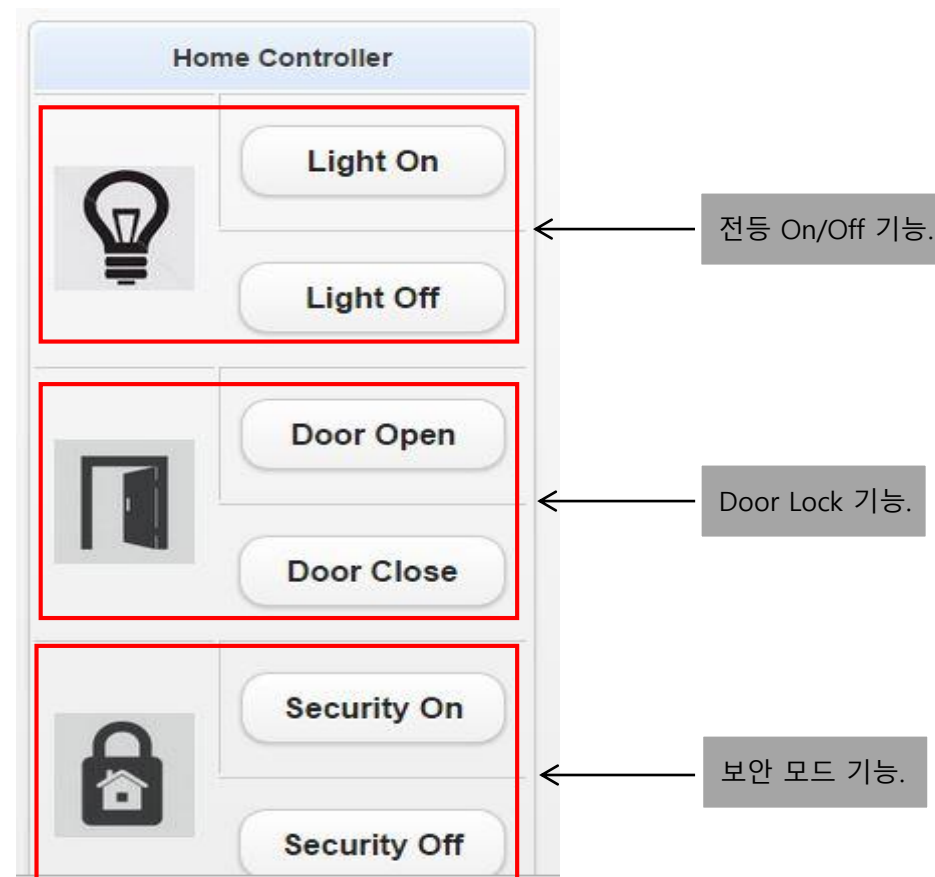 Home Controller
Light On
전등 On/Off 기능.
Light Off
Door Open
Door Lock 기능.
Door Close
Security On
보안 모드 기능.
Security Off